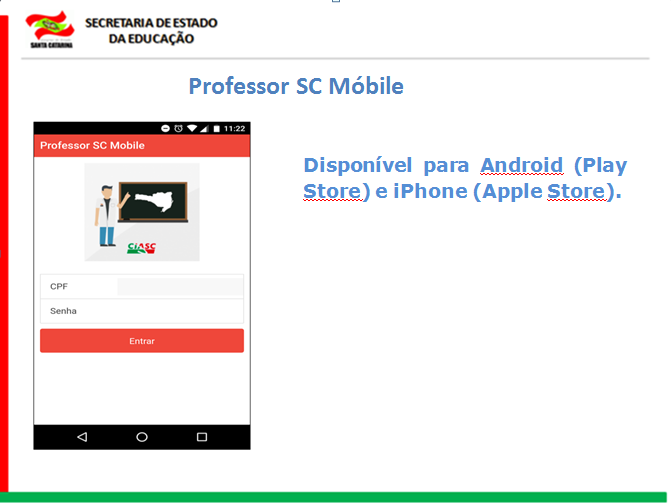 SECRETARIA DE ESTADO
DA EDUCAÇÃO
SANTA CATARINA
Professor SC Móbile
11:22
Professor SC Mobile
CIASC
CPF
Senha
Entrar
Disponível para Android (Play
Store) e iPhone (Apple Store).